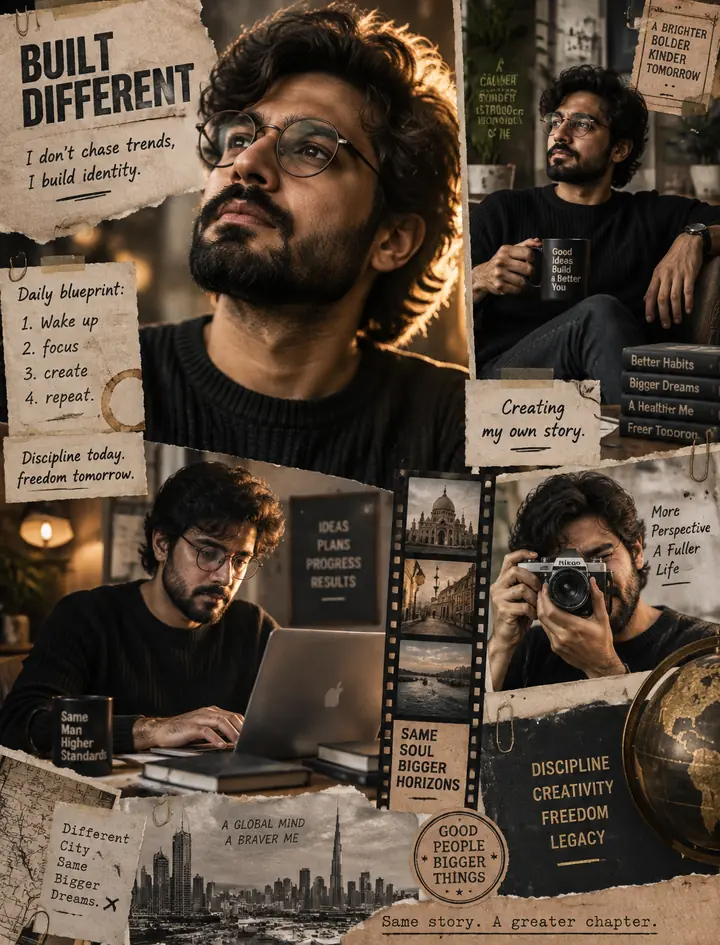 BUILT
DIFFERENT
I don't chase trends,
I build identity.
A BRIGHTER
BOLDER
KINDER
TOMORROW
Good
Ideas
Build
a Better
You
Daily blueprint:
1. Wake up
2. focus
3. create
4. repeat.
Discipline today.
freedom tomorrow.
Better Habits
Bigger Dreams
A Healthier Me
Creating
my own story.
IDEAS
PLANS
PROGRESS
RESULTS
More
Perspective
A Fuller
Life
Same
Man
Higher
Standards
SAME
SOUL
BIGGER
HORIZONS
DISCIPLINE
CREATIVITY
FREEDOM
LEGACY
Different
City
Same
Bigger
Dreams.
A GLOBAL MIND
A BRAVER ME
GOOD
PEOPLE
BIGGER
THINGS
Same story. A greater chapter.